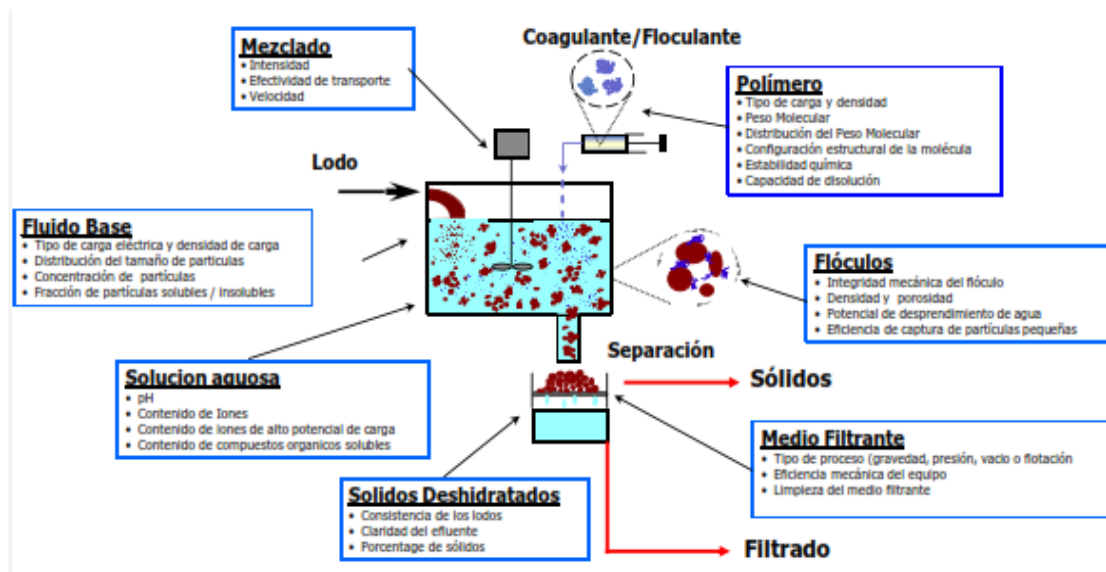 Mezclado
• Intensidad
• Efectividad de transporte
• Velocidad
Coagulante/Floculante
Polímero
• Tipo de carga y densidad
• Peso Molecular
• Distribución del Peso Molecular
• Configuración estructural de la molécula
• Estabilidad química
• Capacidad de disolución
Lodo
Fluido Base
• Tipo de carga eléctrica y densidad de carga
• Distribución del tamaño de particulas
• Concentración de partículas
• Fracción de partículas solubles / insolubles
Flóculos
• Integridad mecánica del flóculo
• Densidad y porosidad
• Potencial de desprendimiento de agua
• Eficiencia de captura de partículas pequeñas
Separación
Solucion aguosa
• pH
• Contenido de Iones
• Contenido de iones de alto potencial de carga
• Contenido de compuestos organicos solubles
Sólidos
Medio Filtrante
• Tipo de proceso (gravedad, presión, vacio o flotación
• Eficiencia mecánica del equipo
• Limpieza del medio filtrante
Solidos Deshidratados
• Consistencia de los lodos
• Claridad del efluente
• Porcentage de sólidos
Filtrado